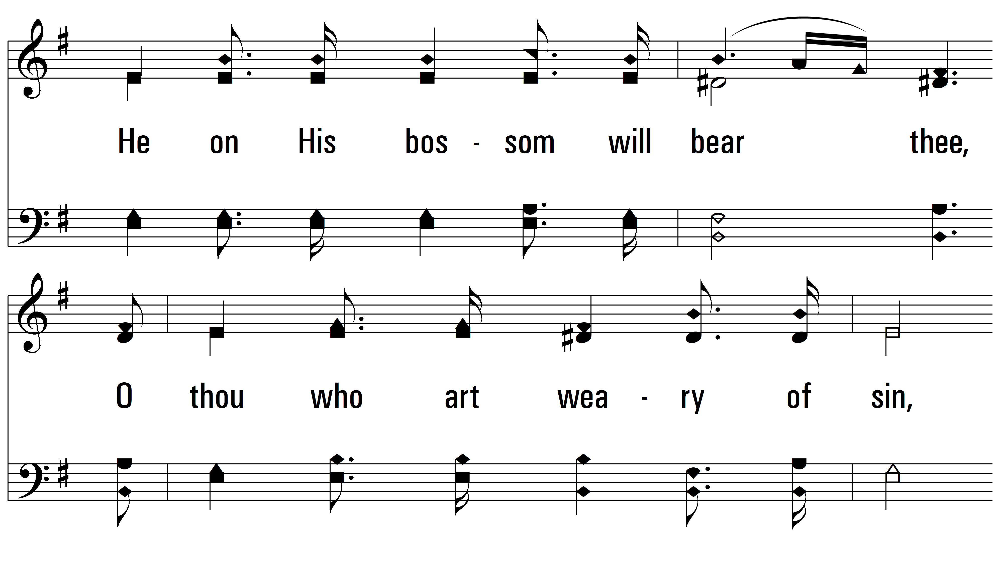 He on His bos - som will bear thee,
O thou who art wea - ry of sin,